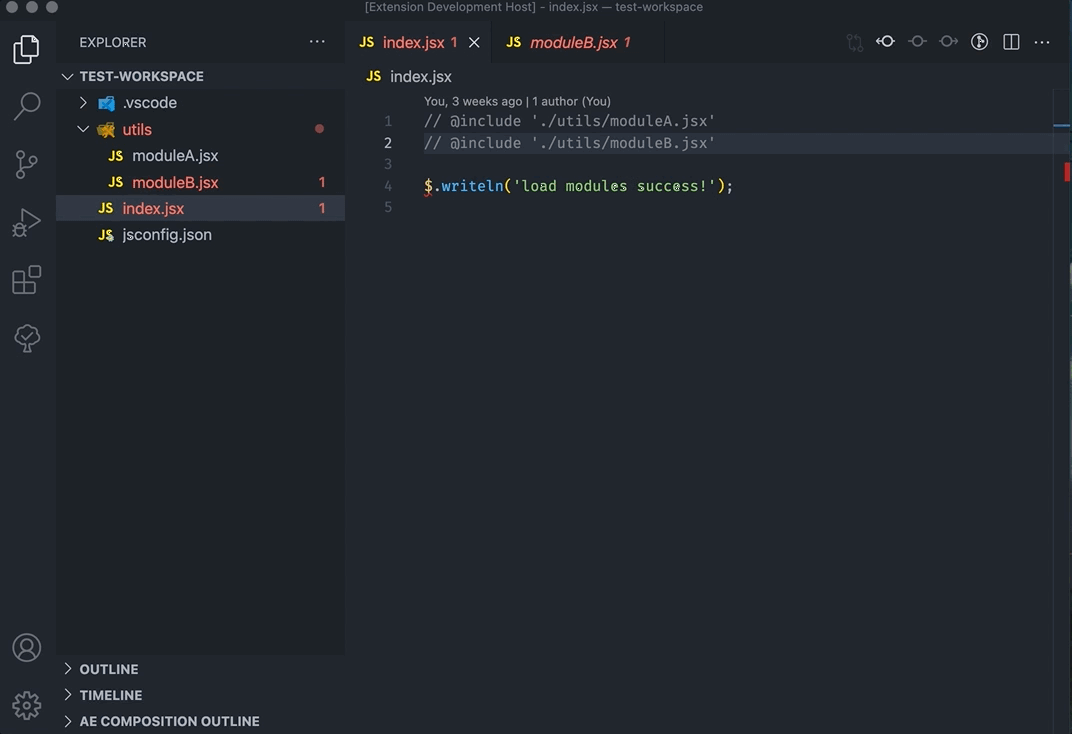 [Extension Development Host] - index.jsx — test-workspace
EXPLORER ···
JS index.jsx 1
JS moduleB.jsx 1
TEST-WORKSPACE
JS index.jsx
.vscode
You, 3 weeks ago | 1 author (You)
utils
1 // @include './utils/moduleA.jsx'
JS moduleA.jsx
2 // @include './utils/moduleB.jsx'
JS moduleB.jsx 1
3
4 $.writeln('load modules success!');
JS index.jsx 1
5
JS jsconfig.json
OUTLINE
TIMELINE
AE COMPOSITION OUTLINE